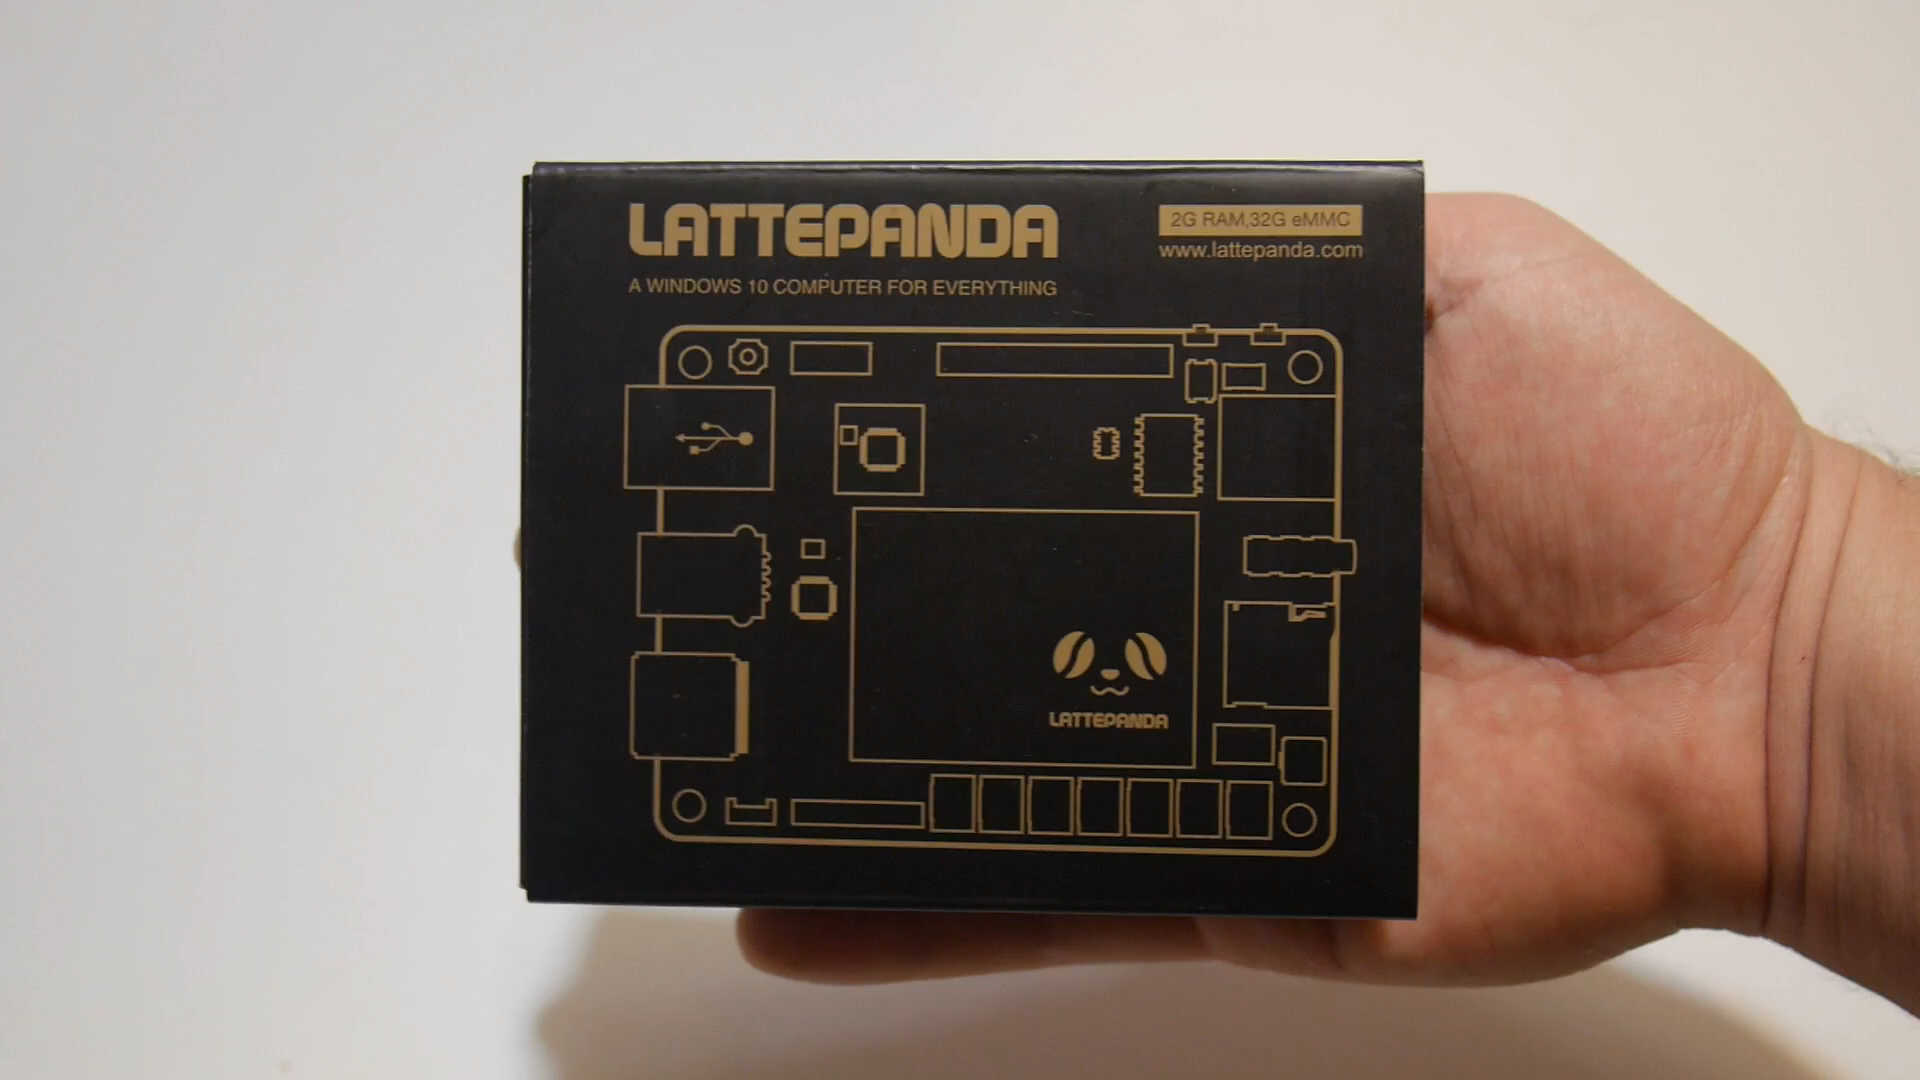 LATTEPANDA
2G RAM,32G eMMC
www.lattepanda.com
A WINDOWS 10 COMPUTER FOR EVERYTHING
LATTEPANDA